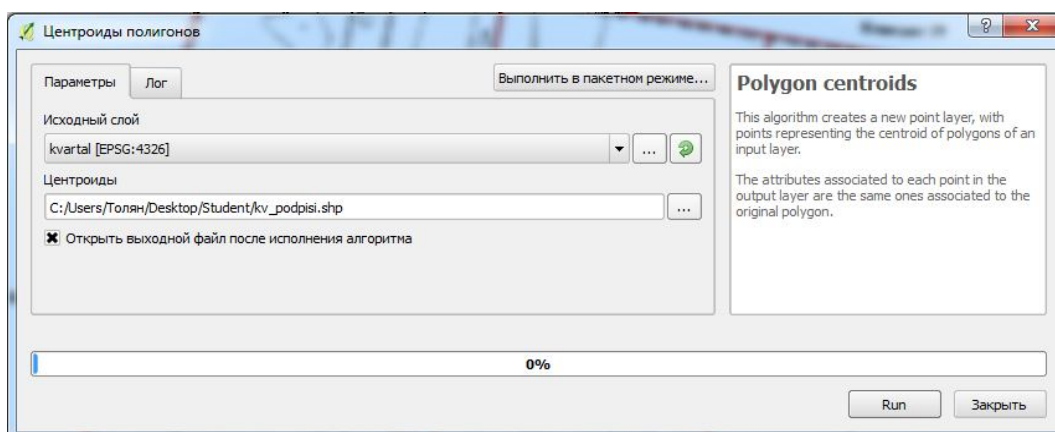 Центроиды полигонов
Параметры
Лог
Выполнить в пакетном режиме...
Исходный слой
kvartal [EPSG:4326]
...
Центроиды
C:/Users/Толян/Desktop/Student/kv_podpisi.shp
...
Открыть выходной файл после исполнения алгоритма
Polygon centroids
This algorithm creates a new point layer, with
points representing the centroid of polygons of an
input layer.
The attributes associated to each point in the
output layer are the same ones associated to the
original polygon.
0%
Run
Закрыть